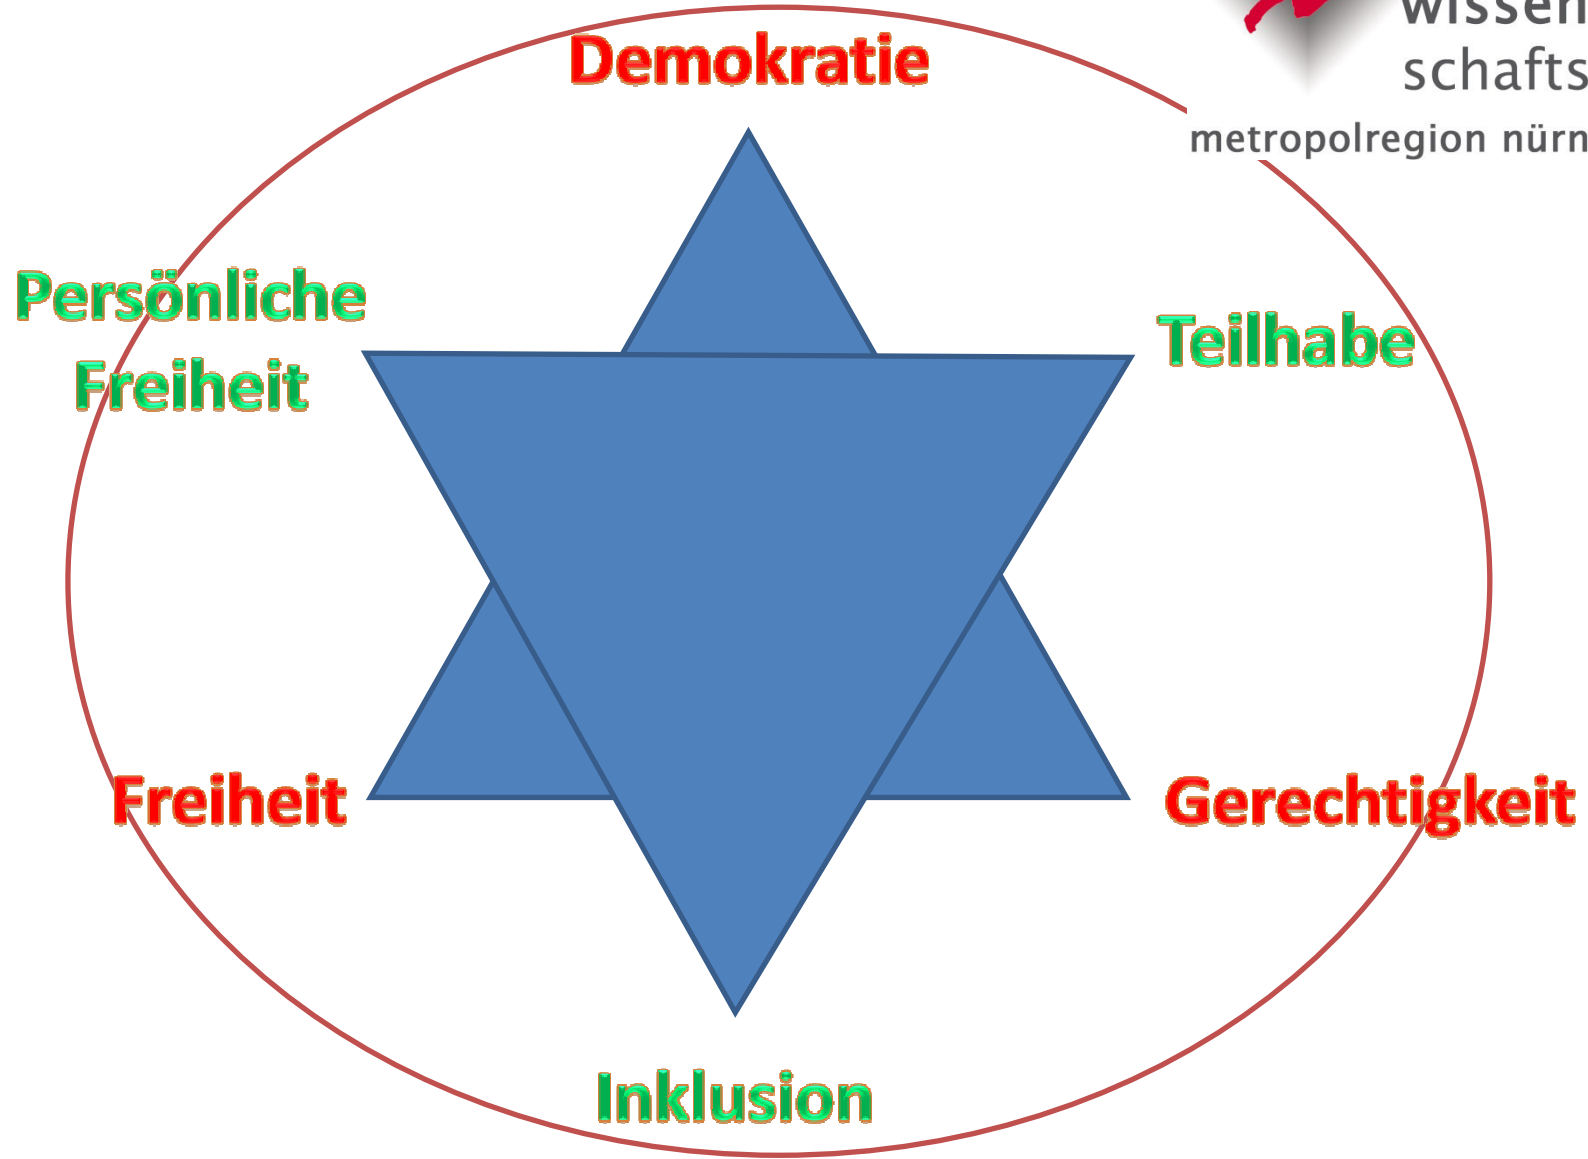 wissen
schafts
metropolregion nürn
Demokratie
Persönliche
Freiheit
Teilhabe
Freiheit
Gerechtigkeit
Inklusion